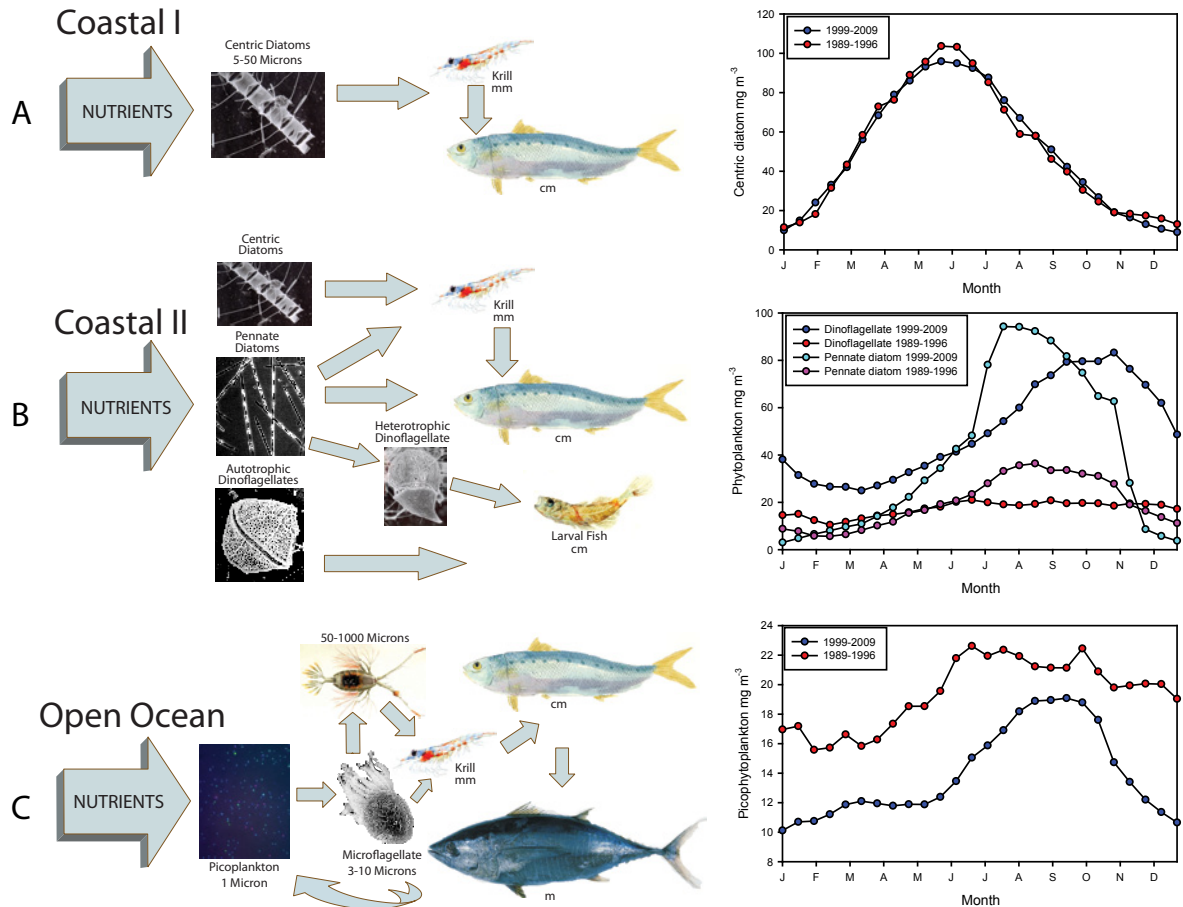 Coastal I
A
NUTRIENTS
Centric Diatoms
5-50 Microns
Krill
mm
cm
120
100
80
60
40
20
0
Centric diatom mg m-3
1999-2009
1989-1996
J F M A M J J A S O N D
Month
Coastal II
B
NUTRIENTS
Centric
Diatoms
Pennate
Diatoms
Autotrophic
Dinoflagellates
Krill
mm
cm
Heterotrophic
Dinoflagellate
Larval Fish
cm
100
80
60
40
20
0
Phytoplankton mg m-3
Dinoflagellate 1999-2009
Dinoflagellate 1989-1996
Pennate diatom 1999-2009
Pennate diatom 1989-1996
J F M A M J J A S O N D
Month
Open Ocean
C
NUTRIENTS
Picoplankton
1 Micron
50-1000 Microns
Krill
mm
Microflagellate
3-10 Microns
cm
m
24
22
20
18
16
14
12
10
8
Picophytoplankton mg m-3
1999-2009
1989-1996
J F M A M J J A S O N D
Month